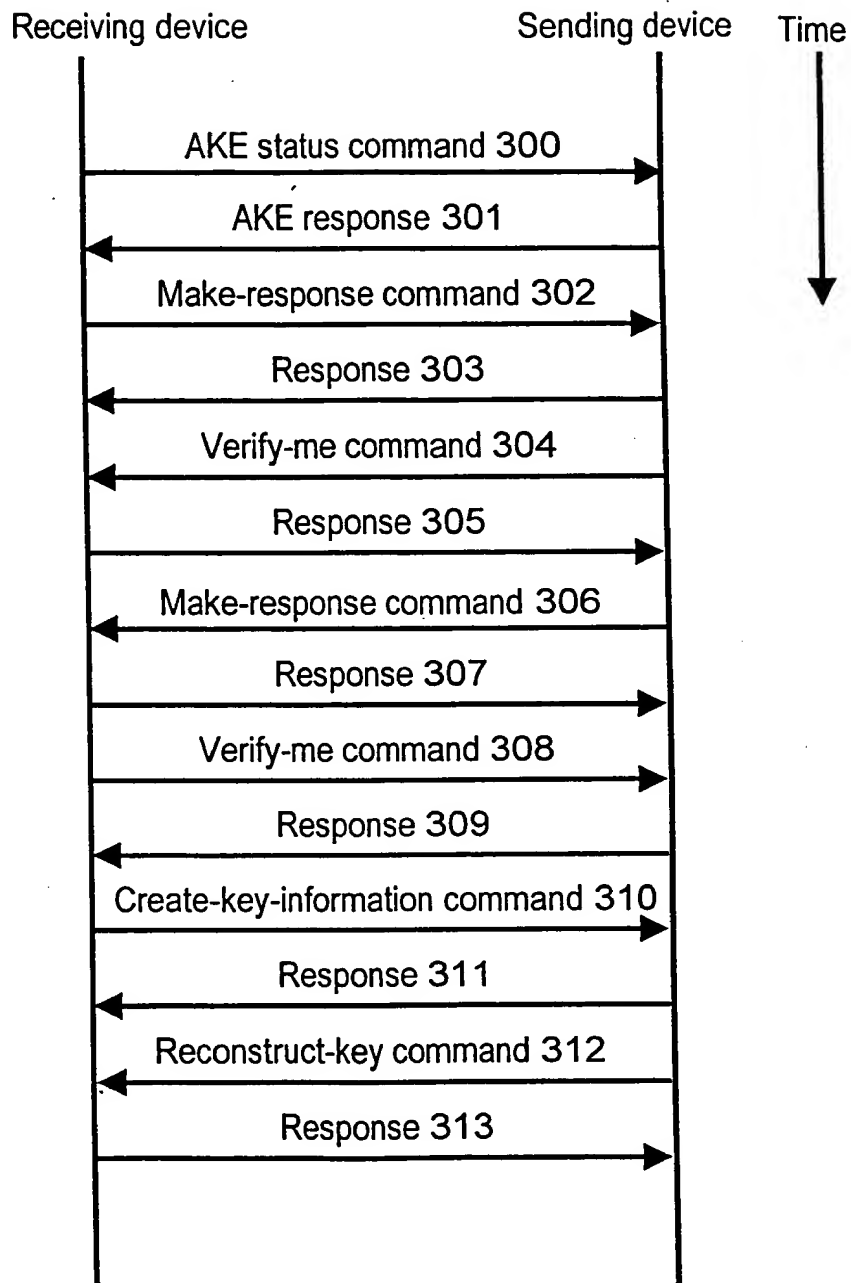 Receiving device Sending device Time
AKE status command 300
AKE response 301
Make-response command 302
Response 303
Verify-me command 304
Response 305
Make-response command 306
Response 307
Verify-me command 308
Response 309
Create-key-information command 310
Response 311
Reconstruct-key command 312
Response 313